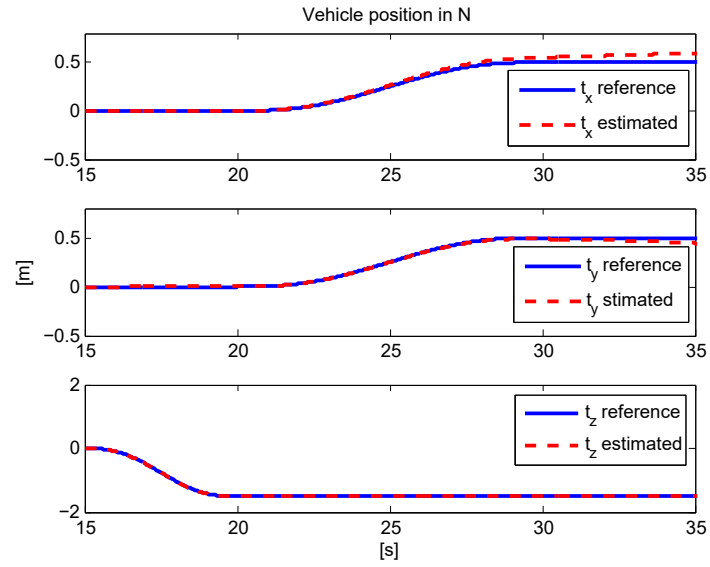 Vehicle position in N
0.5
0
−0.5
t_x reference
t_x estimated
15 20 25 30 35
[m]
0.5
0
−0.5
t_y reference
t_y stimated
15 20 25 30 35
2
0
−2
t_z reference
t_z estimated
15 20 25 30 35
[s]